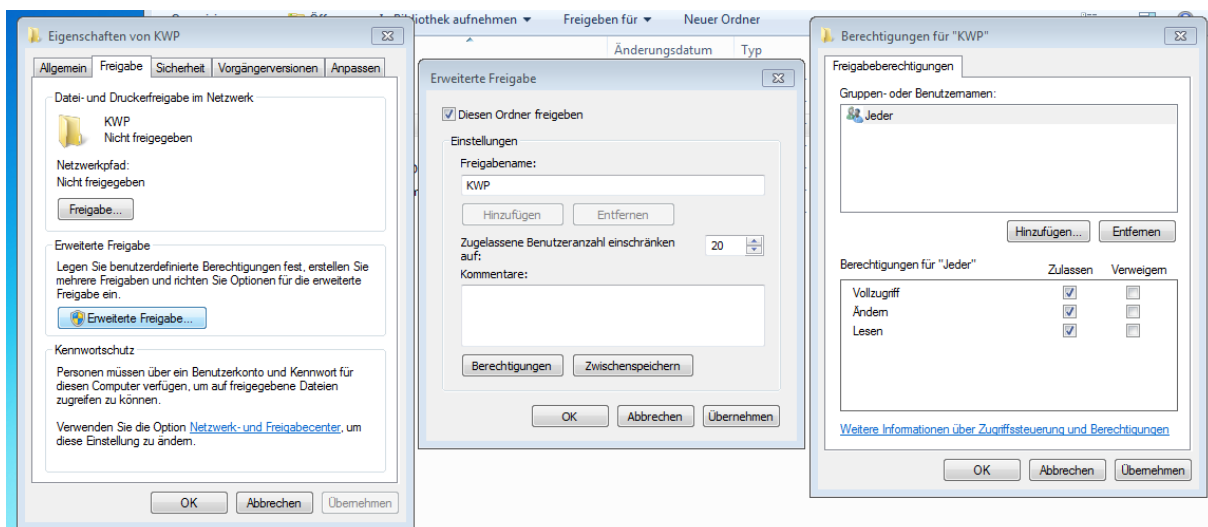 Bibliothek aufnehmen
Freigeben für
Neuer Ordner
Änderungsdatum
Typ
Eigenschaften von KWP
Allgemein
Freigabe
Sicherheit
Vorgängerversionen
Anpassen
Datei- und Druckerfreigabe im Netzwerk
KWP
Nicht freigegeben
Netzwerkpfad:
Nicht freigegeben
Freigabe...
Erweiterte Freigabe
Legen Sie benutzerdefinierte Berechtigungen fest, erstellen Sie
mehrere Freigaben und richten Sie Optionen für die erweiterte
Freigabe ein.
Erweiterte Freigabe...
Kennwortschutz
Personen müssen über ein Benutzerkonto und Kennwort für
diesen Computer verfügen, um auf freigegebene Dateien
zugreifen zu können.
Verwenden Sie die Option Netzwerk- und Freigabecenter, um
diese Einstellung zu ändern.
OK
Abbrechen
Übernehmen
Erweiterte Freigabe
Diesen Ordner freigeben
Einstellungen
Freigabename:
KWP
Hinzufügen
Entfernen
Zugelassene Benutzeranzahl einschränken
auf:
20
Kommentare:
Berechtigungen
Zwischenspeichern
OK
Abbrechen
Übernehmen
Berechtigungen für "KWP"
Freigabeberechtigungen
Gruppen- oder Benutzernamen:
Jeder
Hinzufügen...
Entfernen
Berechtigungen für "Jeder"
Zulassen
Verweigern
Vollzugriff
Ändern
Lesen
Weitere Informationen über Zugriffssteuerung und Berechtigungen
OK
Abbrechen
Übernehmen